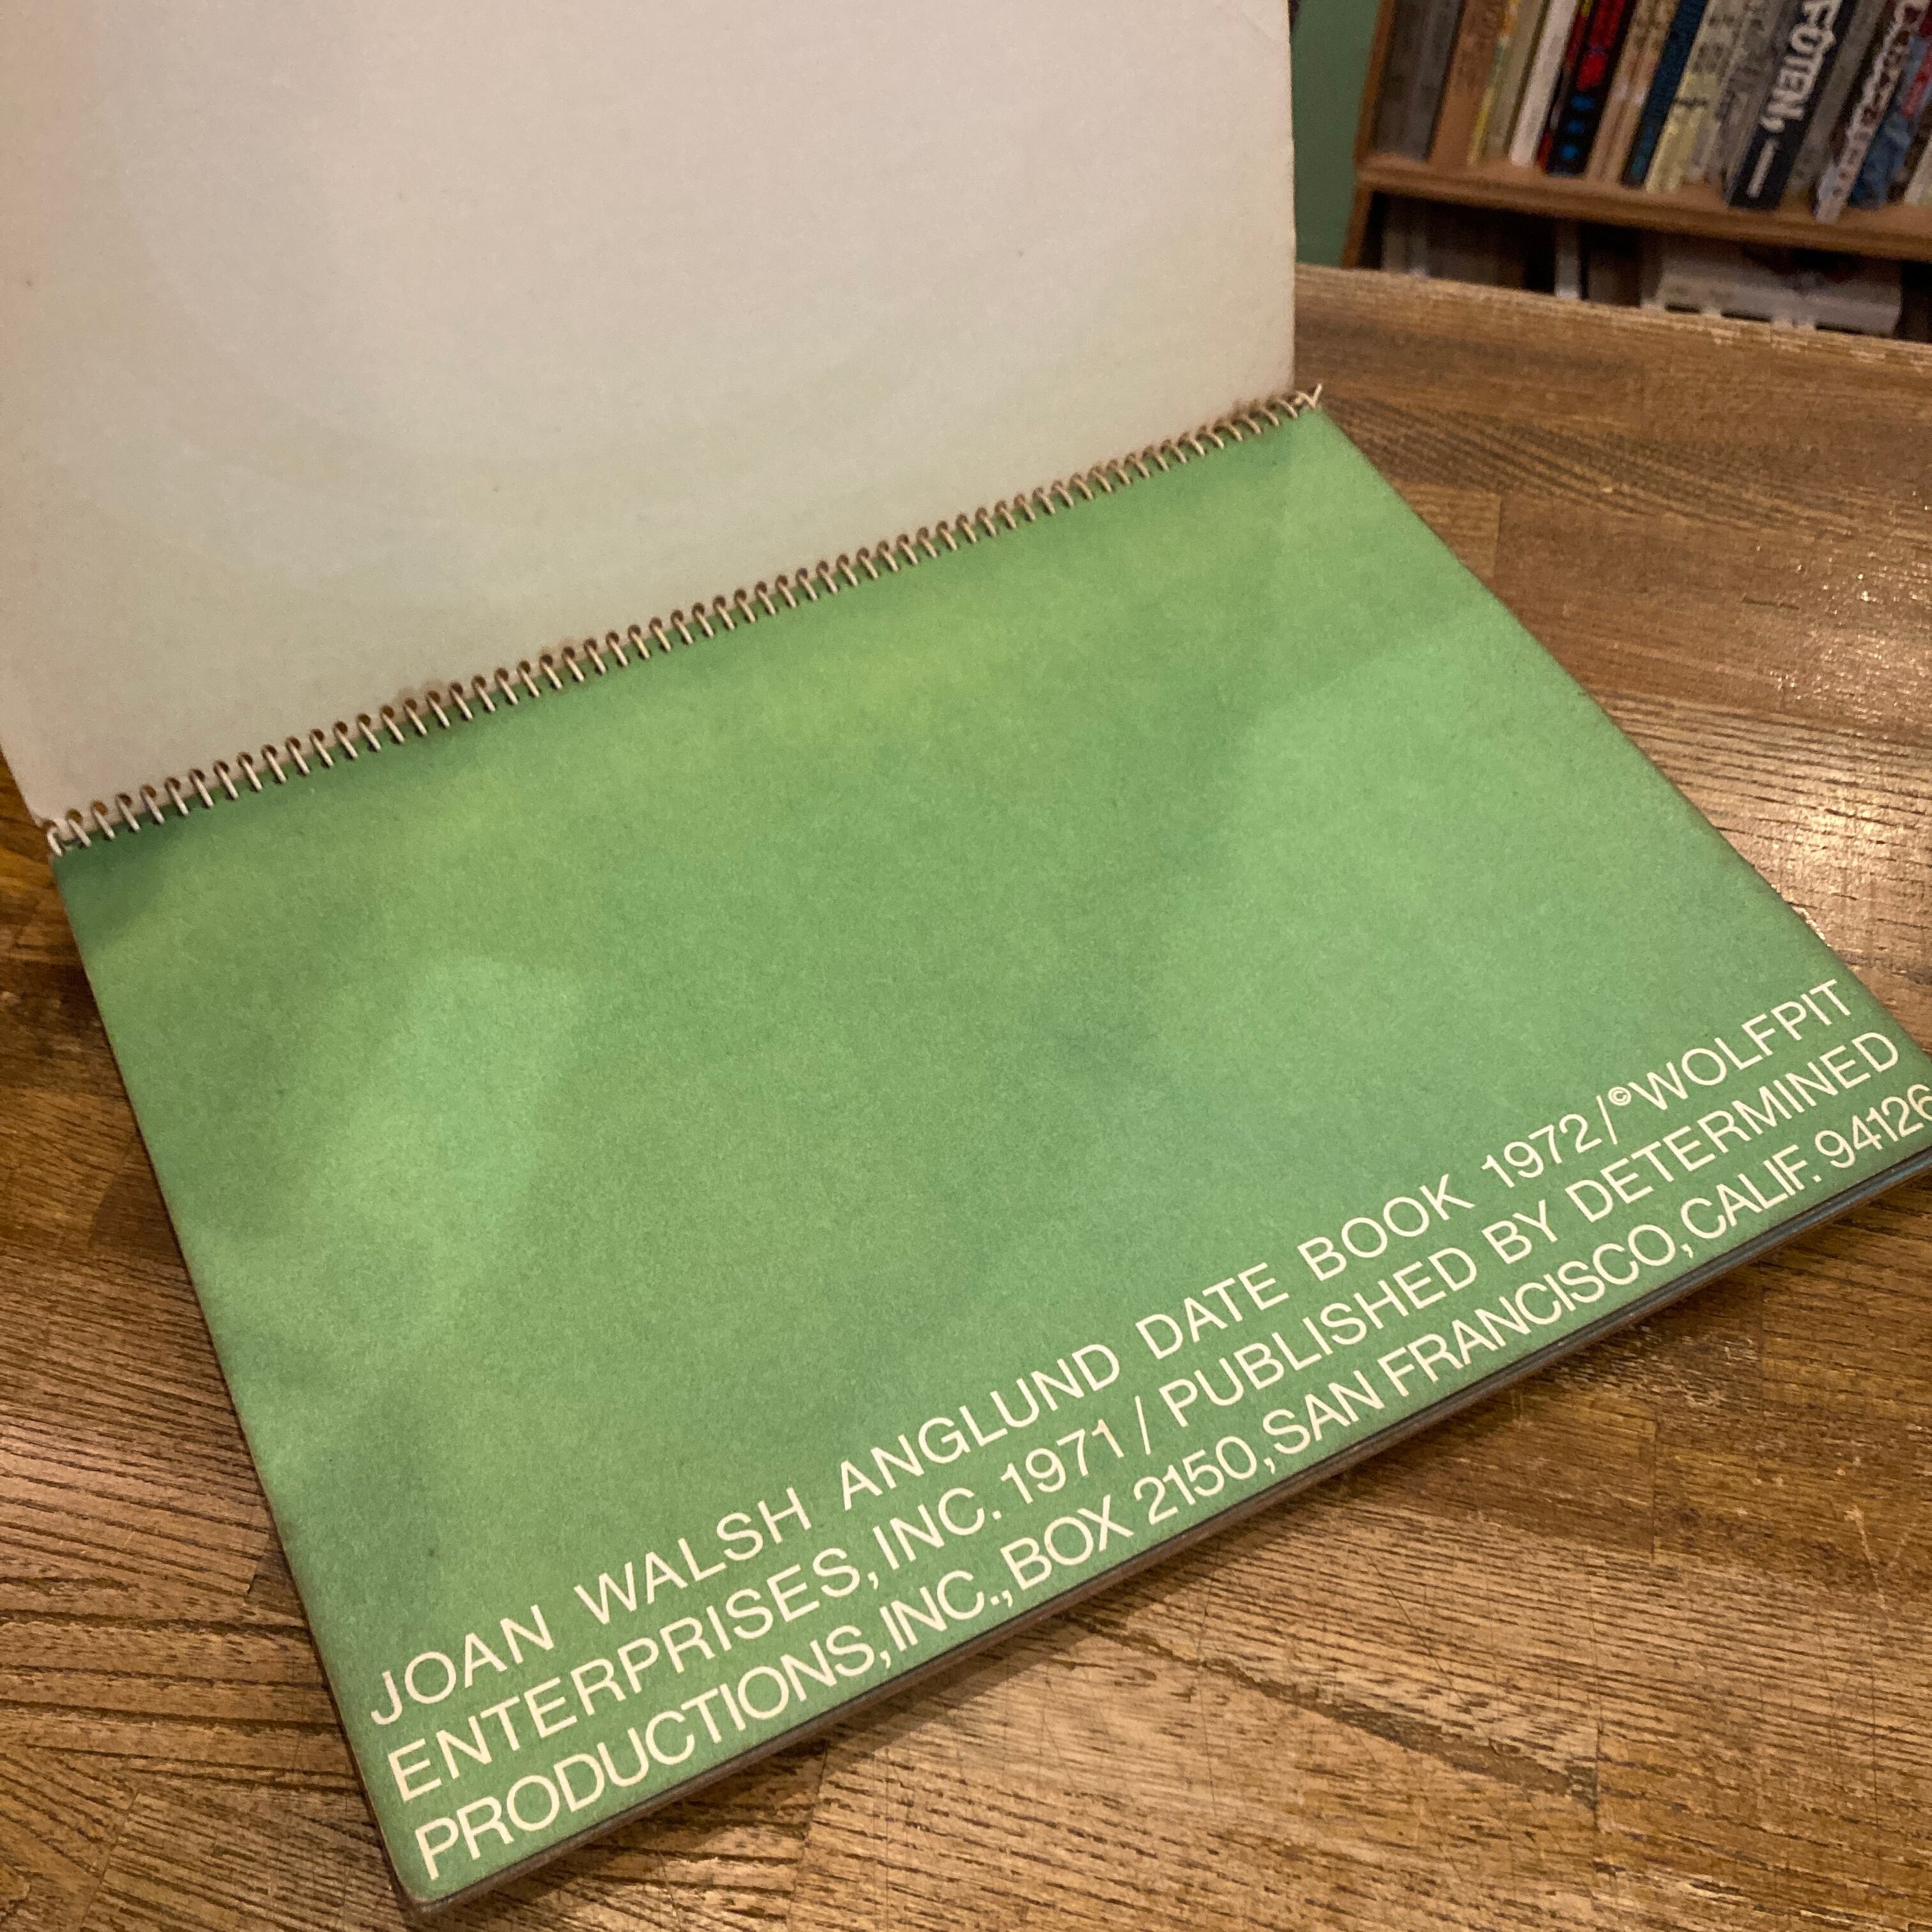 JOAN WALSH ANGLUND DATE BOOK 1972/©WOLFPIT
ENTERPRISES, INC. 1971 / PUBLISHED BY DETERMINED
PRODUCTIONS, INC., BOX 2150, SAN FRANCISCO, CALIF. 94126
FUTEN,